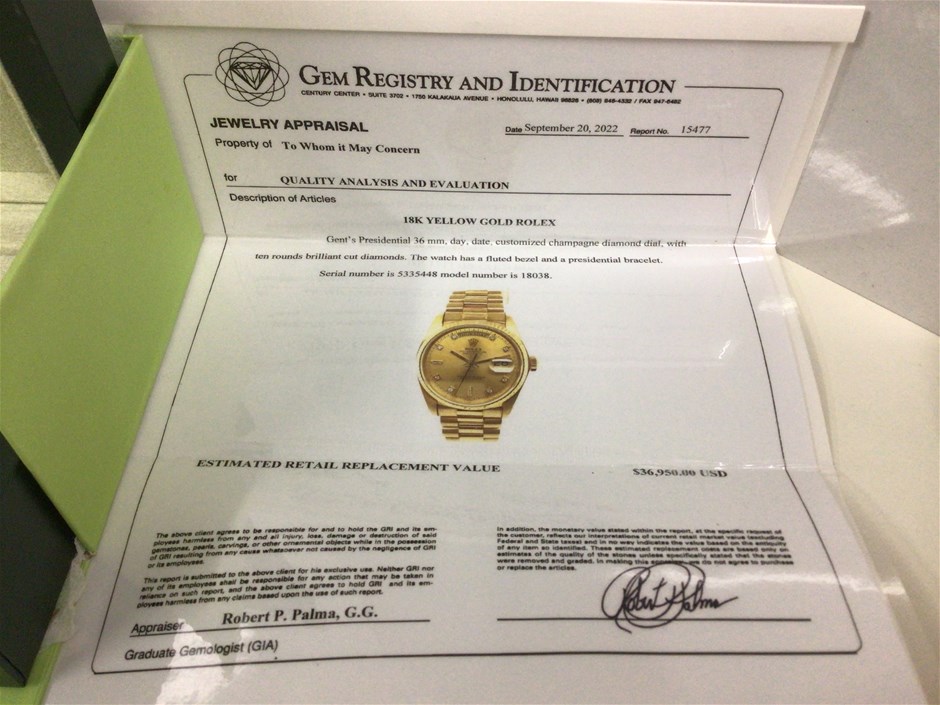 GEM REGISTRY AND IDENTIFICATION
CENTURY CENTER • SUITE 3702 • 1750 KALAKAUA AVENUE • HONOLULU, HAWAII 96826 • (808) 949-4332 / FAX 947-6492
JEWELRY APPRAISAL
Date September 20, 2022 Report No. 15477
Property of To Whom it May Concern
for QUALITY ANALYSIS AND EVALUATION
Description of Articles
18K YELLOW GOLD ROLEX
Gent's Presidential 36 mm, day, date, customized champagne diamond dial, with
ten rounds brilliant cut diamonds. The watch has a fluted bezel and a presidential bracelet.
Serial number is 5335448 model number is 18038.
ESTIMATED RETAIL REPLACEMENT VALUE $36,950.00 USD
The above client agrees to be responsible for and to hold the GRI and its em-
ployees harmless from any and all injury, loss, damage or destruction of said
gemstones, pearls, carvings, or other ornamental objects while in the possession
of GRI resulting from any cause whatsoever not caused by the negligence of GRI
or its employees.
This report is submitted to the above client for his exclusive use. Neither GRI nor
any of its employees shall be responsible for any action that may be taken in
reliance on such report, and the above client agrees to hold GRI and its em-
ployees harmless from any claims based upon the use of such report.
In addition, the monetary value stated within the report, at the specific request of
the customer, reflects our interpretations of current retail market value (excluding
Federal and State taxes) and in no way indicates the value based on the antiquity
of any item so identified. These estimated replacement costs are based only on
estimates of the quality of the stones unless specifically stated that the stones
were removed and graded. In making this we do not agree to purchase
or replace the articles.
Appraiser Robert P. Palma, G.G.
Robert Palma
Graduate Gemologist (GIA)